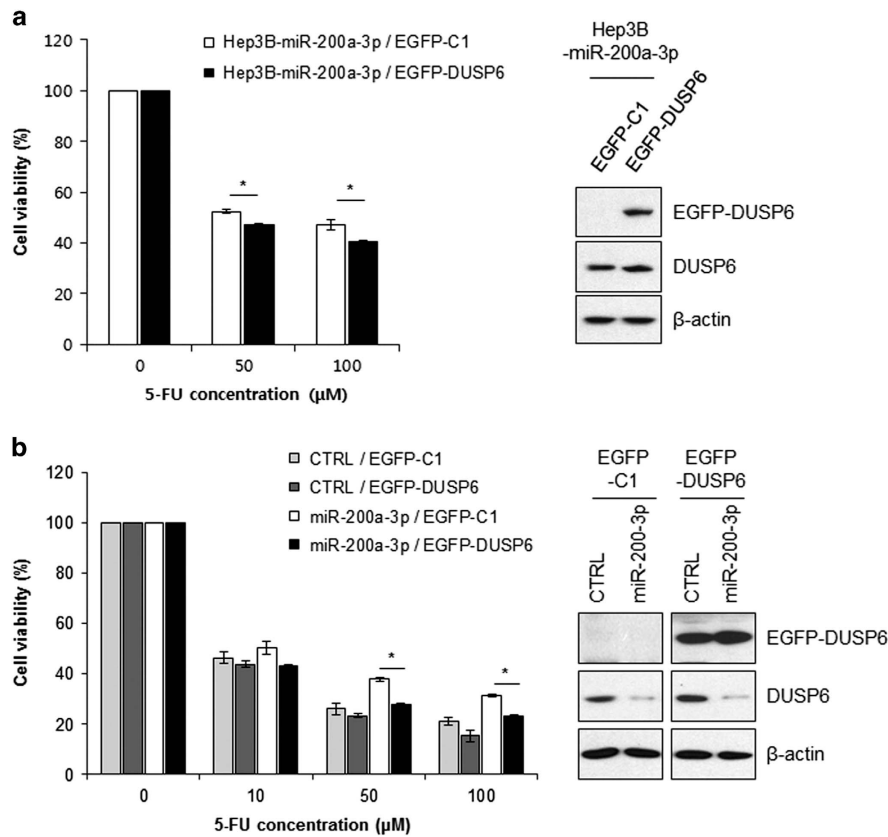 a
Hep3B-miR-200a-3p / EGFP-C1
Hep3B-miR-200a-3p / EGFP-DUSP6
Cell viability (%)
120
100
80
60
40
20
0
*
*
0
50
100
5-FU concentration (µM)
Hep3B
-miR-200a-3p
EGFP-C1
EGFP-DUSP6
EGFP-DUSP6
DUSP6
β-actin
b
CTRL / EGFP-C1
CTRL / EGFP-DUSP6
miR-200a-3p / EGFP-C1
miR-200a-3p / EGFP-DUSP6
Cell viability (%)
120
100
80
60
40
20
0
*
*
0
10
50
100
5-FU concentration (µM)
EGFP
-C1
EGFP
-DUSP6
CTRL
miR-200-3p
CTRL
miR-200-3p
EGFP-DUSP6
DUSP6
β-actin